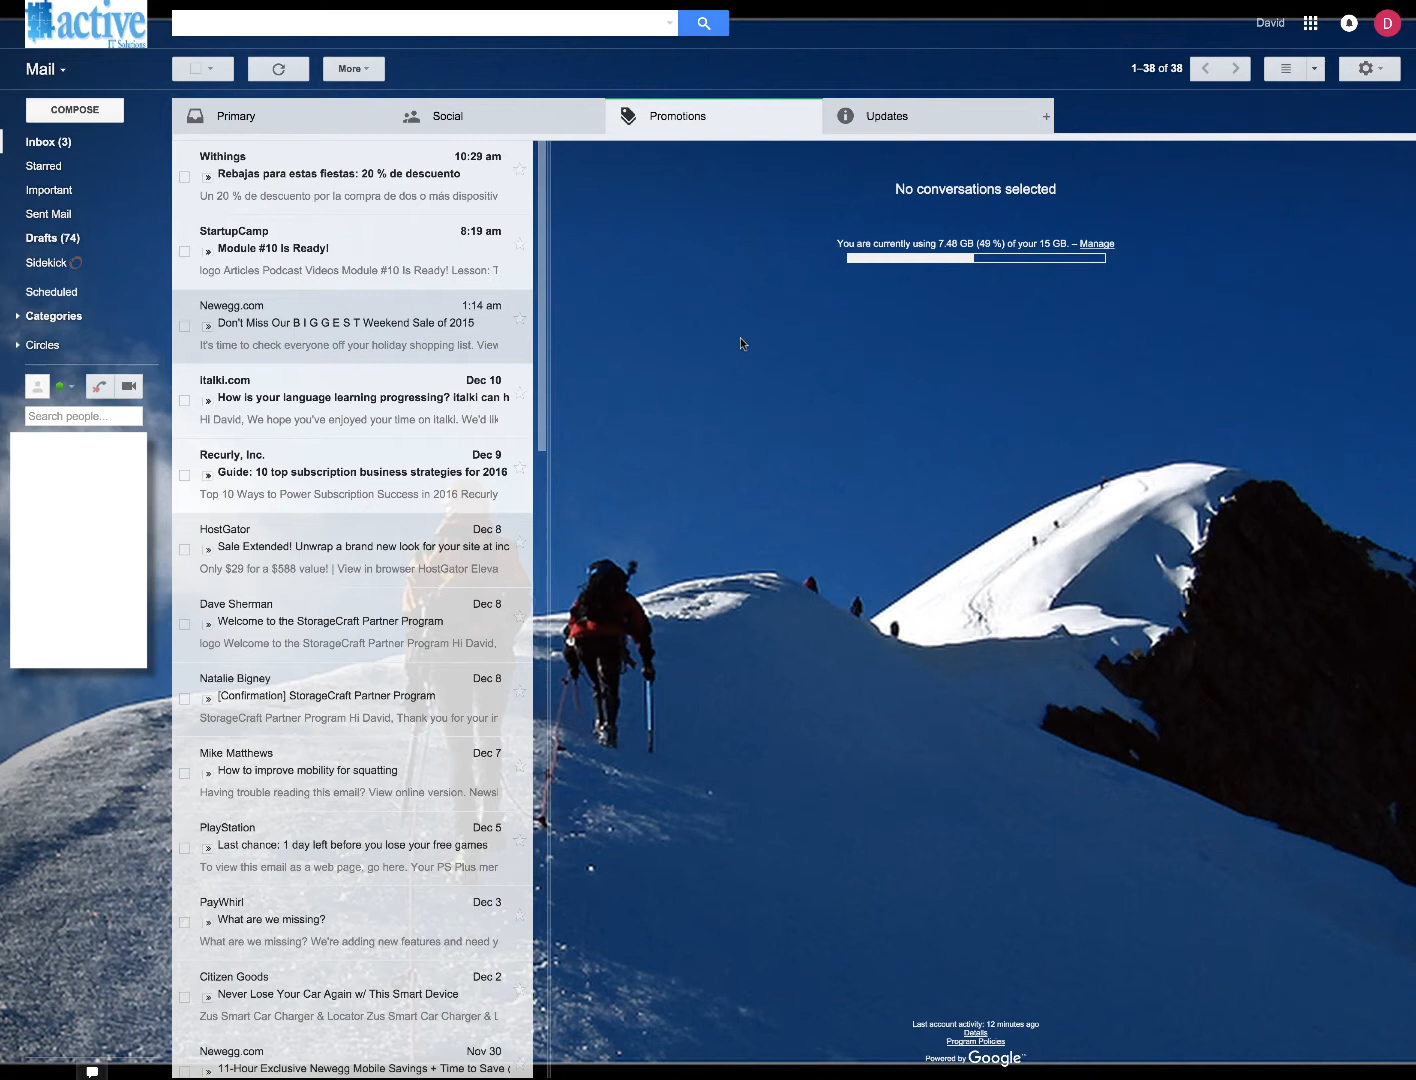 active
IT Solutions
David
D
Mail
More
1–38 of 38
COMPOSE
Primary
Social
Promotions
Updates
+
Inbox (3)
Starred
Important
Sent Mail
Drafts (74)
Sidekick
Scheduled
Categories
Circles
Search people...
Withings 10:29 am
» Rebajas para estas fiestas: 20 % de descuento
Un 20 % de descuento por la compra de dos o más dispositiv
StartupCamp 8:19 am
» Module #10 Is Ready!
logo Articles Podcast Videos Module #10 Is Ready! Lesson: T
Newegg.com 1:14 am
» Don't Miss Our B I G G E S T Weekend Sale of 2015
It's time to check everyone off your holiday shopping list. View
italki.com Dec 10
» How is your language learning progressing? italki can h
Hi David, We hope you've enjoyed your time on italki. We'd lik
Recurly, Inc. Dec 9
» Guide: 10 top subscription business strategies for 2016
Top 10 Ways to Power Subscription Success in 2016 Recurly
HostGator Dec 8
» Sale Extended! Unwrap a brand new look for your site at inc
Only $29 for a $588 value! | View in browser HostGator Eleva
Dave Sherman Dec 8
» Welcome to the StorageCraft Partner Program
logo Welcome to the StorageCraft Partner Program Hi David,
Natalie Bigney Dec 8
» [Confirmation] StorageCraft Partner Program
StorageCraft Partner Program Hi David, Thank you for your ir
Mike Matthews Dec 7
» How to improve mobility for squatting
Having trouble reading this email? View online version. Newsl
PlayStation Dec 5
» Last chance: 1 day left before you lose your free games
To view this email as a web page, go here. Your PS Plus mer
PayWhirl Dec 3
» What are we missing?
What are we missing? We're adding new features and need y
Citizen Goods Dec 2
» Never Lose Your Car Again w/ This Smart Device
Zus Smart Car Charger & Locator Zus Smart Car Charger & L
Newegg.com Nov 30
» 11-Hour Exclusive Newegg Mobile Savings + Time to Save (
No conversations selected
You are currently using 7.48 GB (49 %) of your 15 GB. – Manage
Last account activity: 12 minutes ago
Details
Program Policies
Powered by Google™